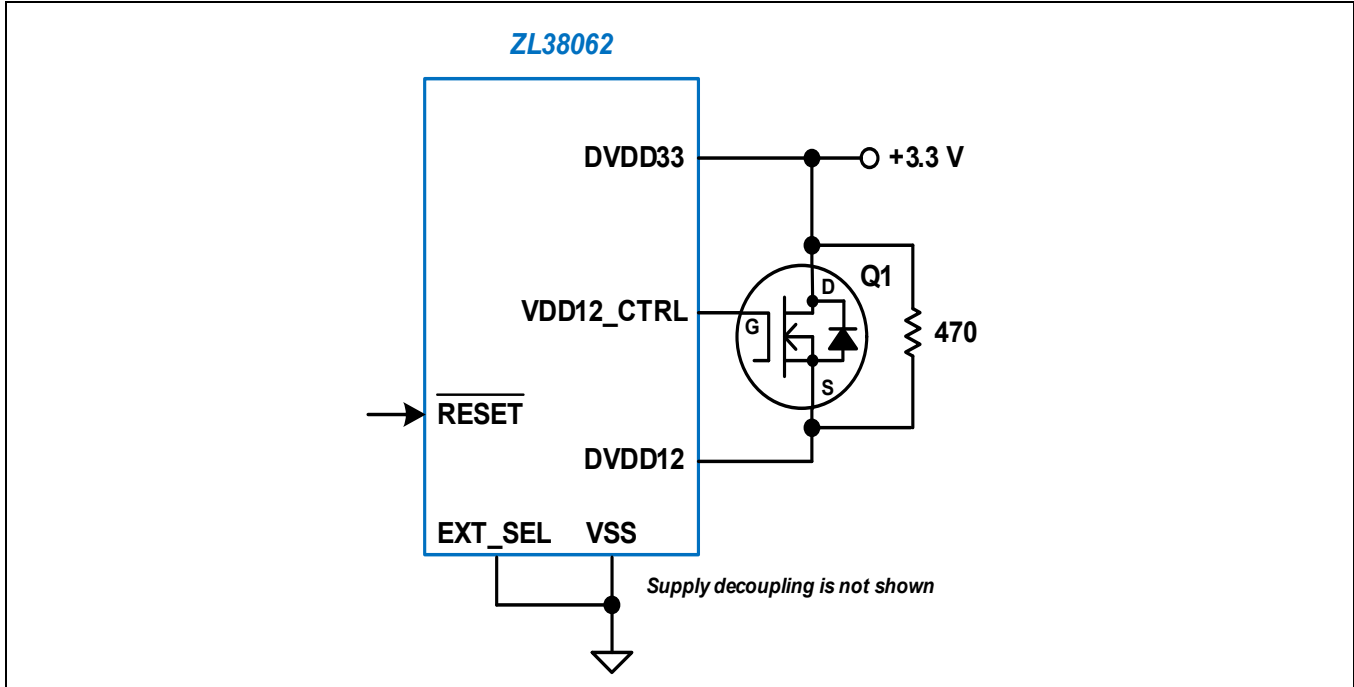 ZL38062
DVDD33
+3.3 V
D
Q1
VDD12_CTRL
G
470
S
RESET
DVDD12
EXT_SEL VSS
Supply decoupling is not shown